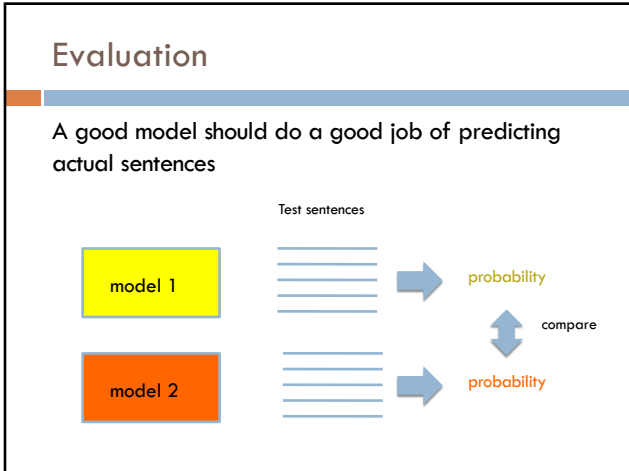 Evaluation
A good model should do a good job of predicting
actual sentences
Test sentences
model 1
probability
compare
model 2
probability